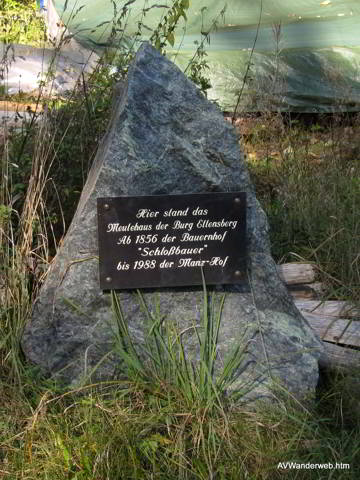 Hier stand das
Meutehaus der Burg Ellensberg
Ab 1856 der Bauernhof
"Schloßbauer"
bis 1988 der Manz-Hof
AVWanderweb.htm